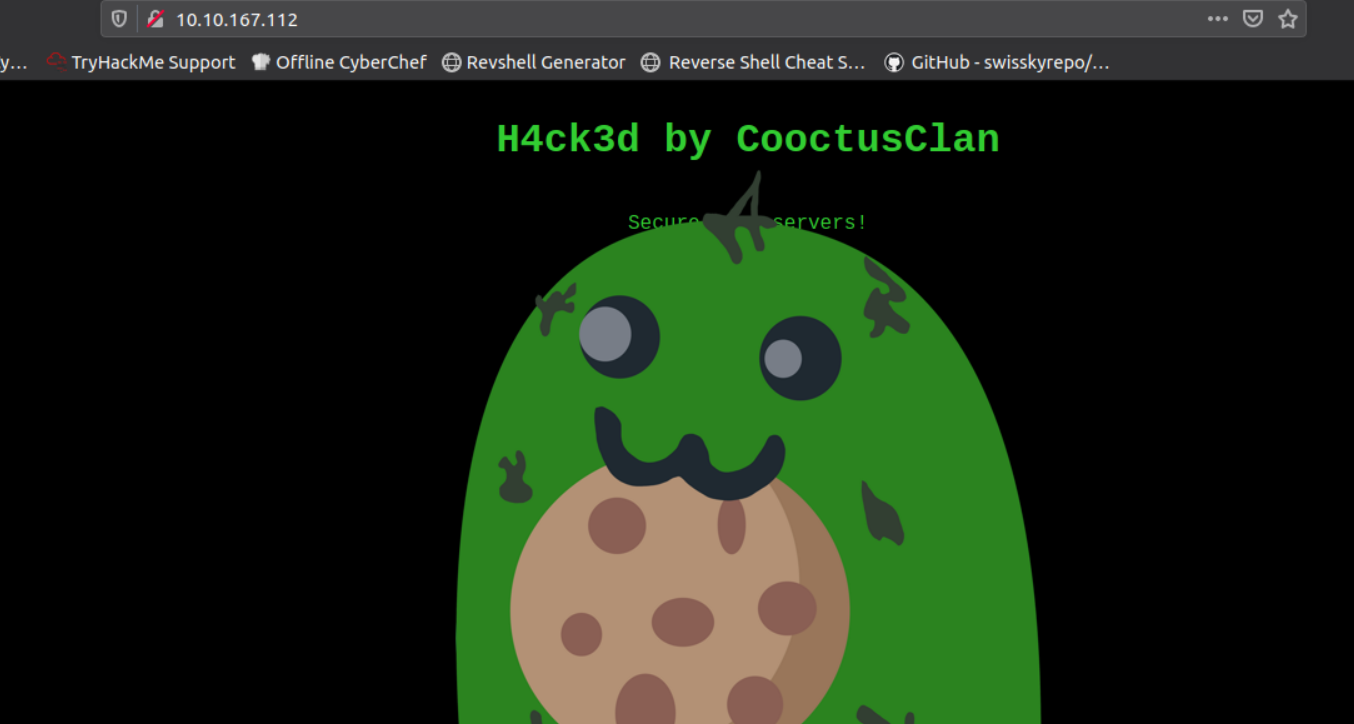 10.10.167.112
y… TryHackMe Support Offline CyberChef Revshell Generator Reverse Shell Cheat S… GitHub - swisskyrepo/…
H4ck3d by CooctusClan
Secure servers!